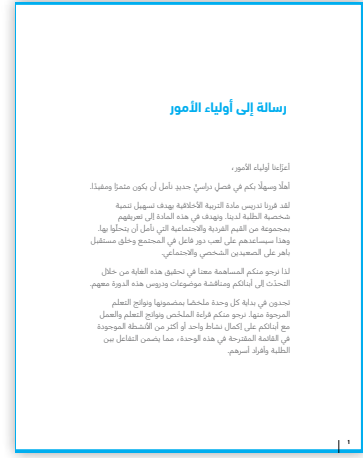 رسالة إلى أولياء الأمور
أعزّاءنا أولياء الأمور،
أهلًا وسهلًا بكم في فصلٍ دراسيٍّ جديدٍ نأمل أن يكون مثمرًا ومفيدًا.
لقد قررنا تدريس مادة التربية الأخلاقية بهدف تسهيل تنمية
شخصية الطلبة لدينا. ونهدف في هذه المادة إلى تعريفهم
بمجموعة من القيم الفردية والاجتماعية التي نأمل أن يتحلّوا بها.
وهذا سيساعدهم على لعب دور فاعل في المجتمع وخلق مستقبل
باهر على الصعيدين الشخصي والاجتماعي.
لذا نرجو منكم المساهمة معنا في تحقيق هذه الغاية من خلال
التحدّث إلى أبنائكم ومناقشة موضوعات ودروس هذه الدورة معهم.
تجدون في بداية كل وحدة ملخصًا بمضمونها ونواتج التعلم
المرجوة منها. نرجو منكم قراءة الملخّص ونواتج التعلم والعمل
مع أبنائكم على إكمال نشاط واحد أو أكثر من الأنشطة الموجودة
في القائمة المقترحة في هذه الوحدة، مما يضمن التفاعل بين
الطلبة وأفراد أسرهم.
١